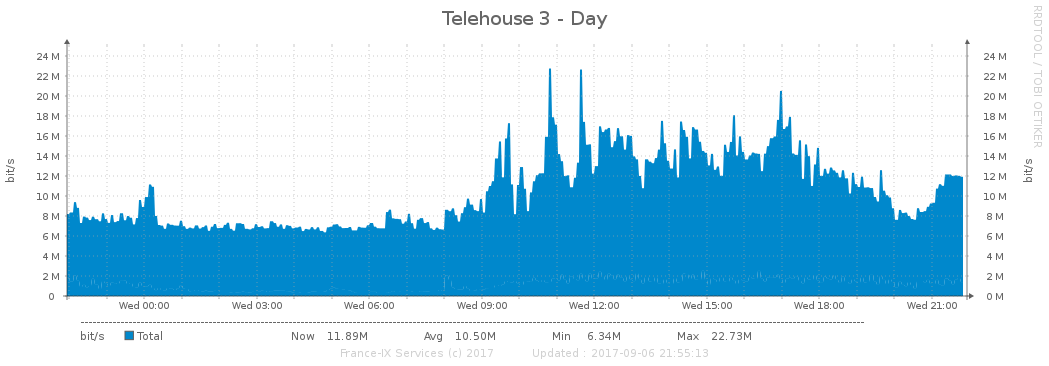 Telehouse 3 - Day
RRDTOOL / TOBI OETIKER
bit/s
24 M 24 M
22 M 22 M
20 M 20 M
18 M 18 M
16 M 16 M
14 M 14 M
12 M 12 M
10 M 10 M
8 M 8 M
6 M 6 M
4 M 4 M
2 M 2 M
0 0 M
bit/s
Wed 00:00 Wed 03:00 Wed 06:00 Wed 09:00 Wed 12:00 Wed 15:00 Wed 18:00 Wed 21:00
bit/s Total Now 11.89M Avg 10.50M Min 6.34M Max 22.73M
France-IX Services (c) 2017 Updated : 2017-09-06 21:55:13